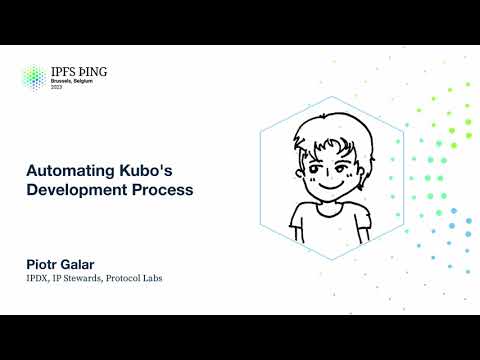 IPFS ÞING
Brussels, Belgium
2023
Automating Kubo's
Development Process
Piotr Galar
IPDX, IP Stewards, Protocol Labs